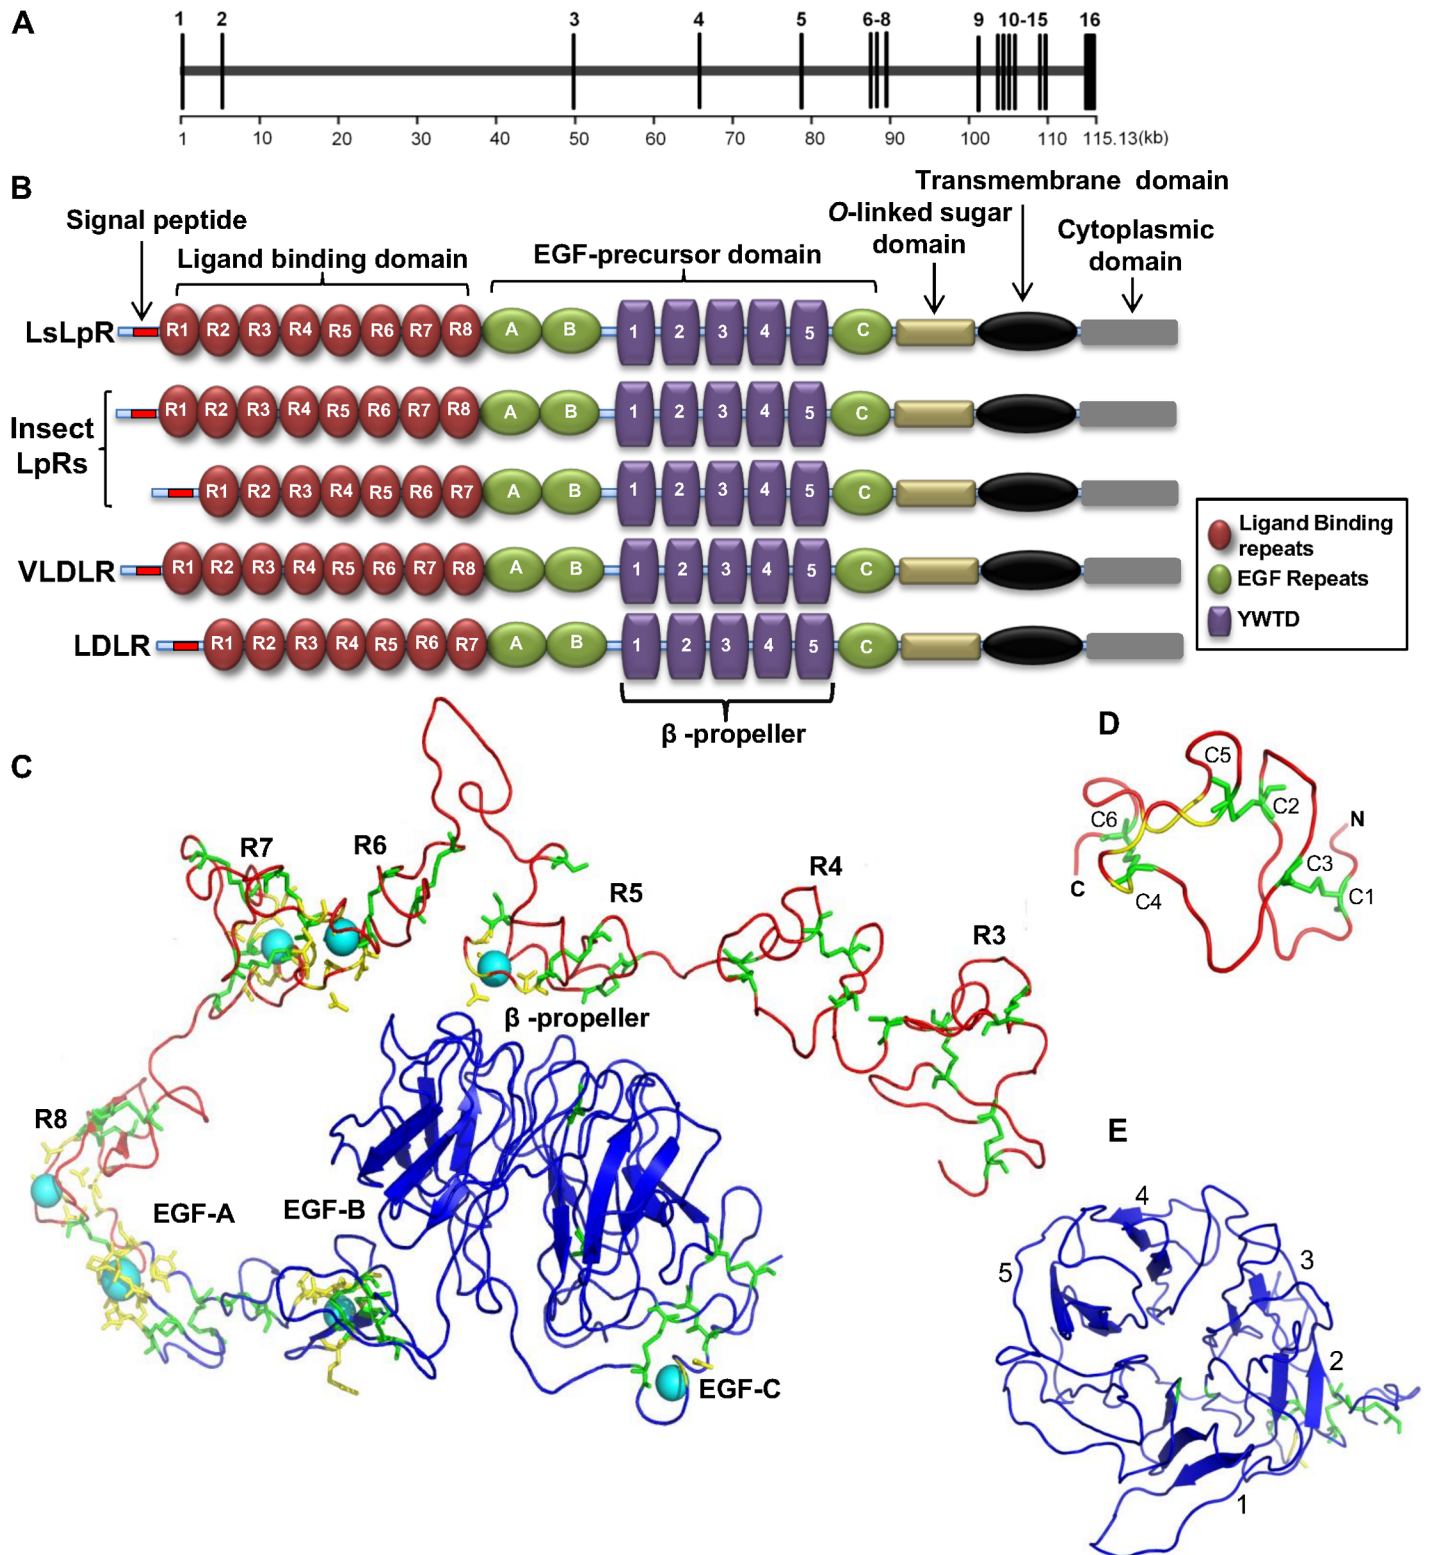 A
1 2 3 4 5 6-8 9 10-15 16
1 10 20 30 40 50 60 70 80 90 100 110 115.13(kb)
B
Transmembrane domain
Signal peptide
O-linked sugar
domain
Cytoplasmic
domain
Ligand binding domain
EGF-precursor domain
LsLpR R1 R2 R3 R4 R5 R6 R7 R8 A B 1 2 3 4 5 C
Insect
LpRs
R1 R2 R3 R4 R5 R6 R7 R8 A B 1 2 3 4 5 C
R1 R2 R3 R4 R5 R6 R7 A B 1 2 3 4 5 C
VLDLR R1 R2 R3 R4 R5 R6 R7 R8 A B 1 2 3 4 5 C
LDLR R1 R2 R3 R4 R5 R6 R7 A B 1 2 3 4 5 C
Ligand Binding
repeats
EGF Repeats
YWTD
β -propeller
C
R7 R6 R5 R4 R3
β -propeller
R8
EGF-A EGF-B
EGF-C
D
C5
C2
C6
N
C3
C
C4
C1
E
4
3
5
2
1